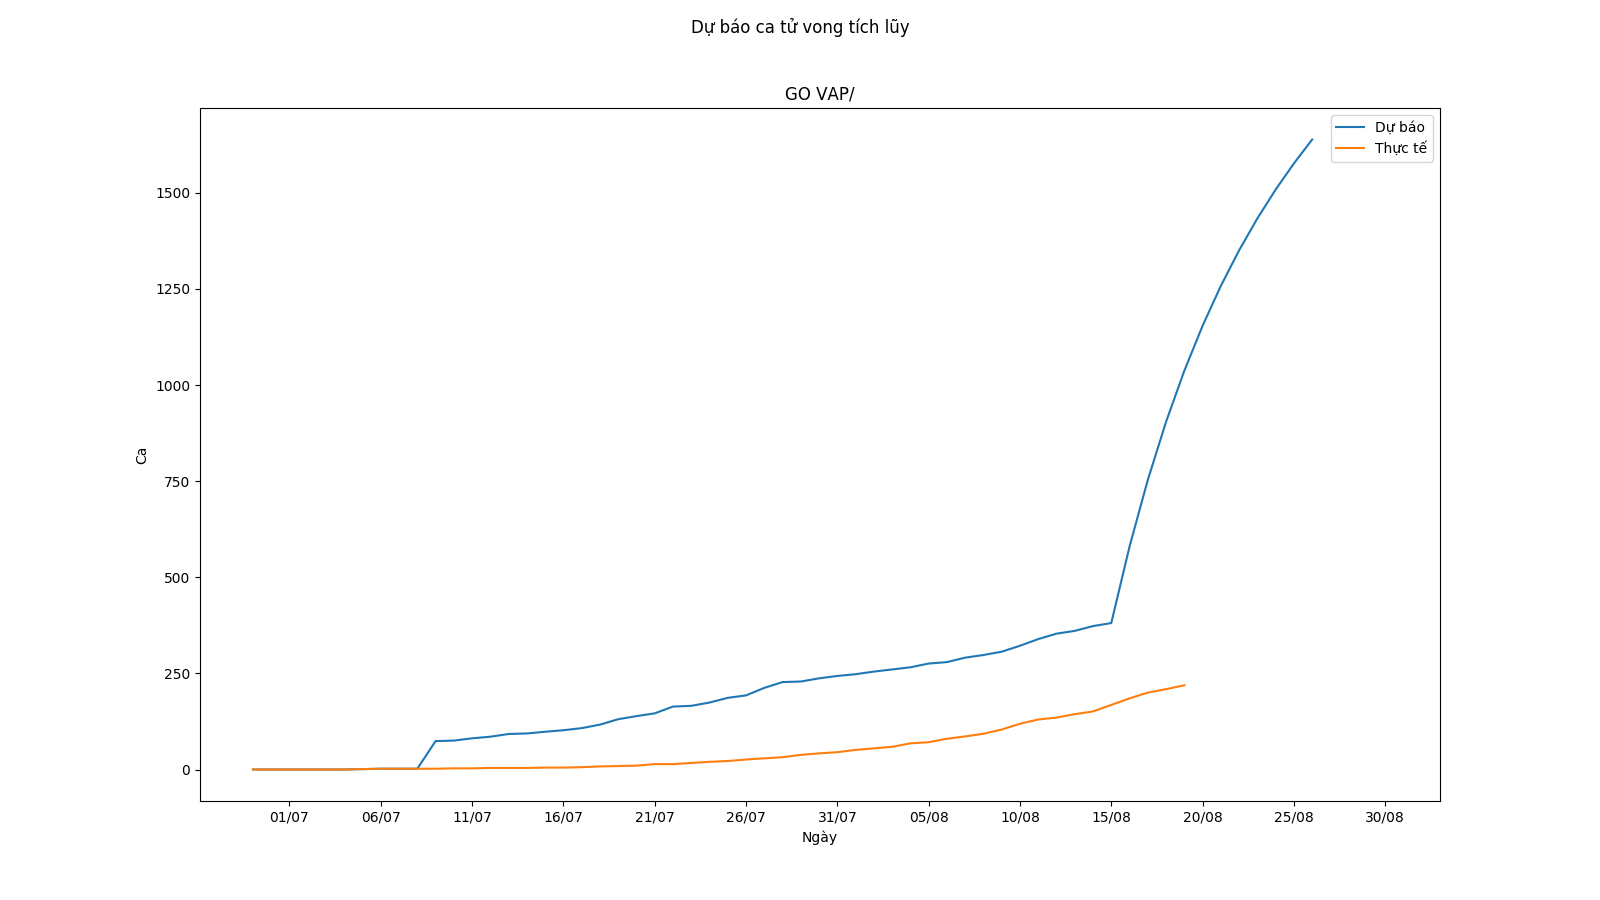 Dự báo ca tử vong tích lũy
GO VAP/
Dự báo
Thực tế
1500
1250
1000
750
500
250
0
Ca
01/07 06/07 11/07 16/07 21/07 26/07 31/07 05/08 10/08 15/08 20/08 25/08 30/08
Ngày